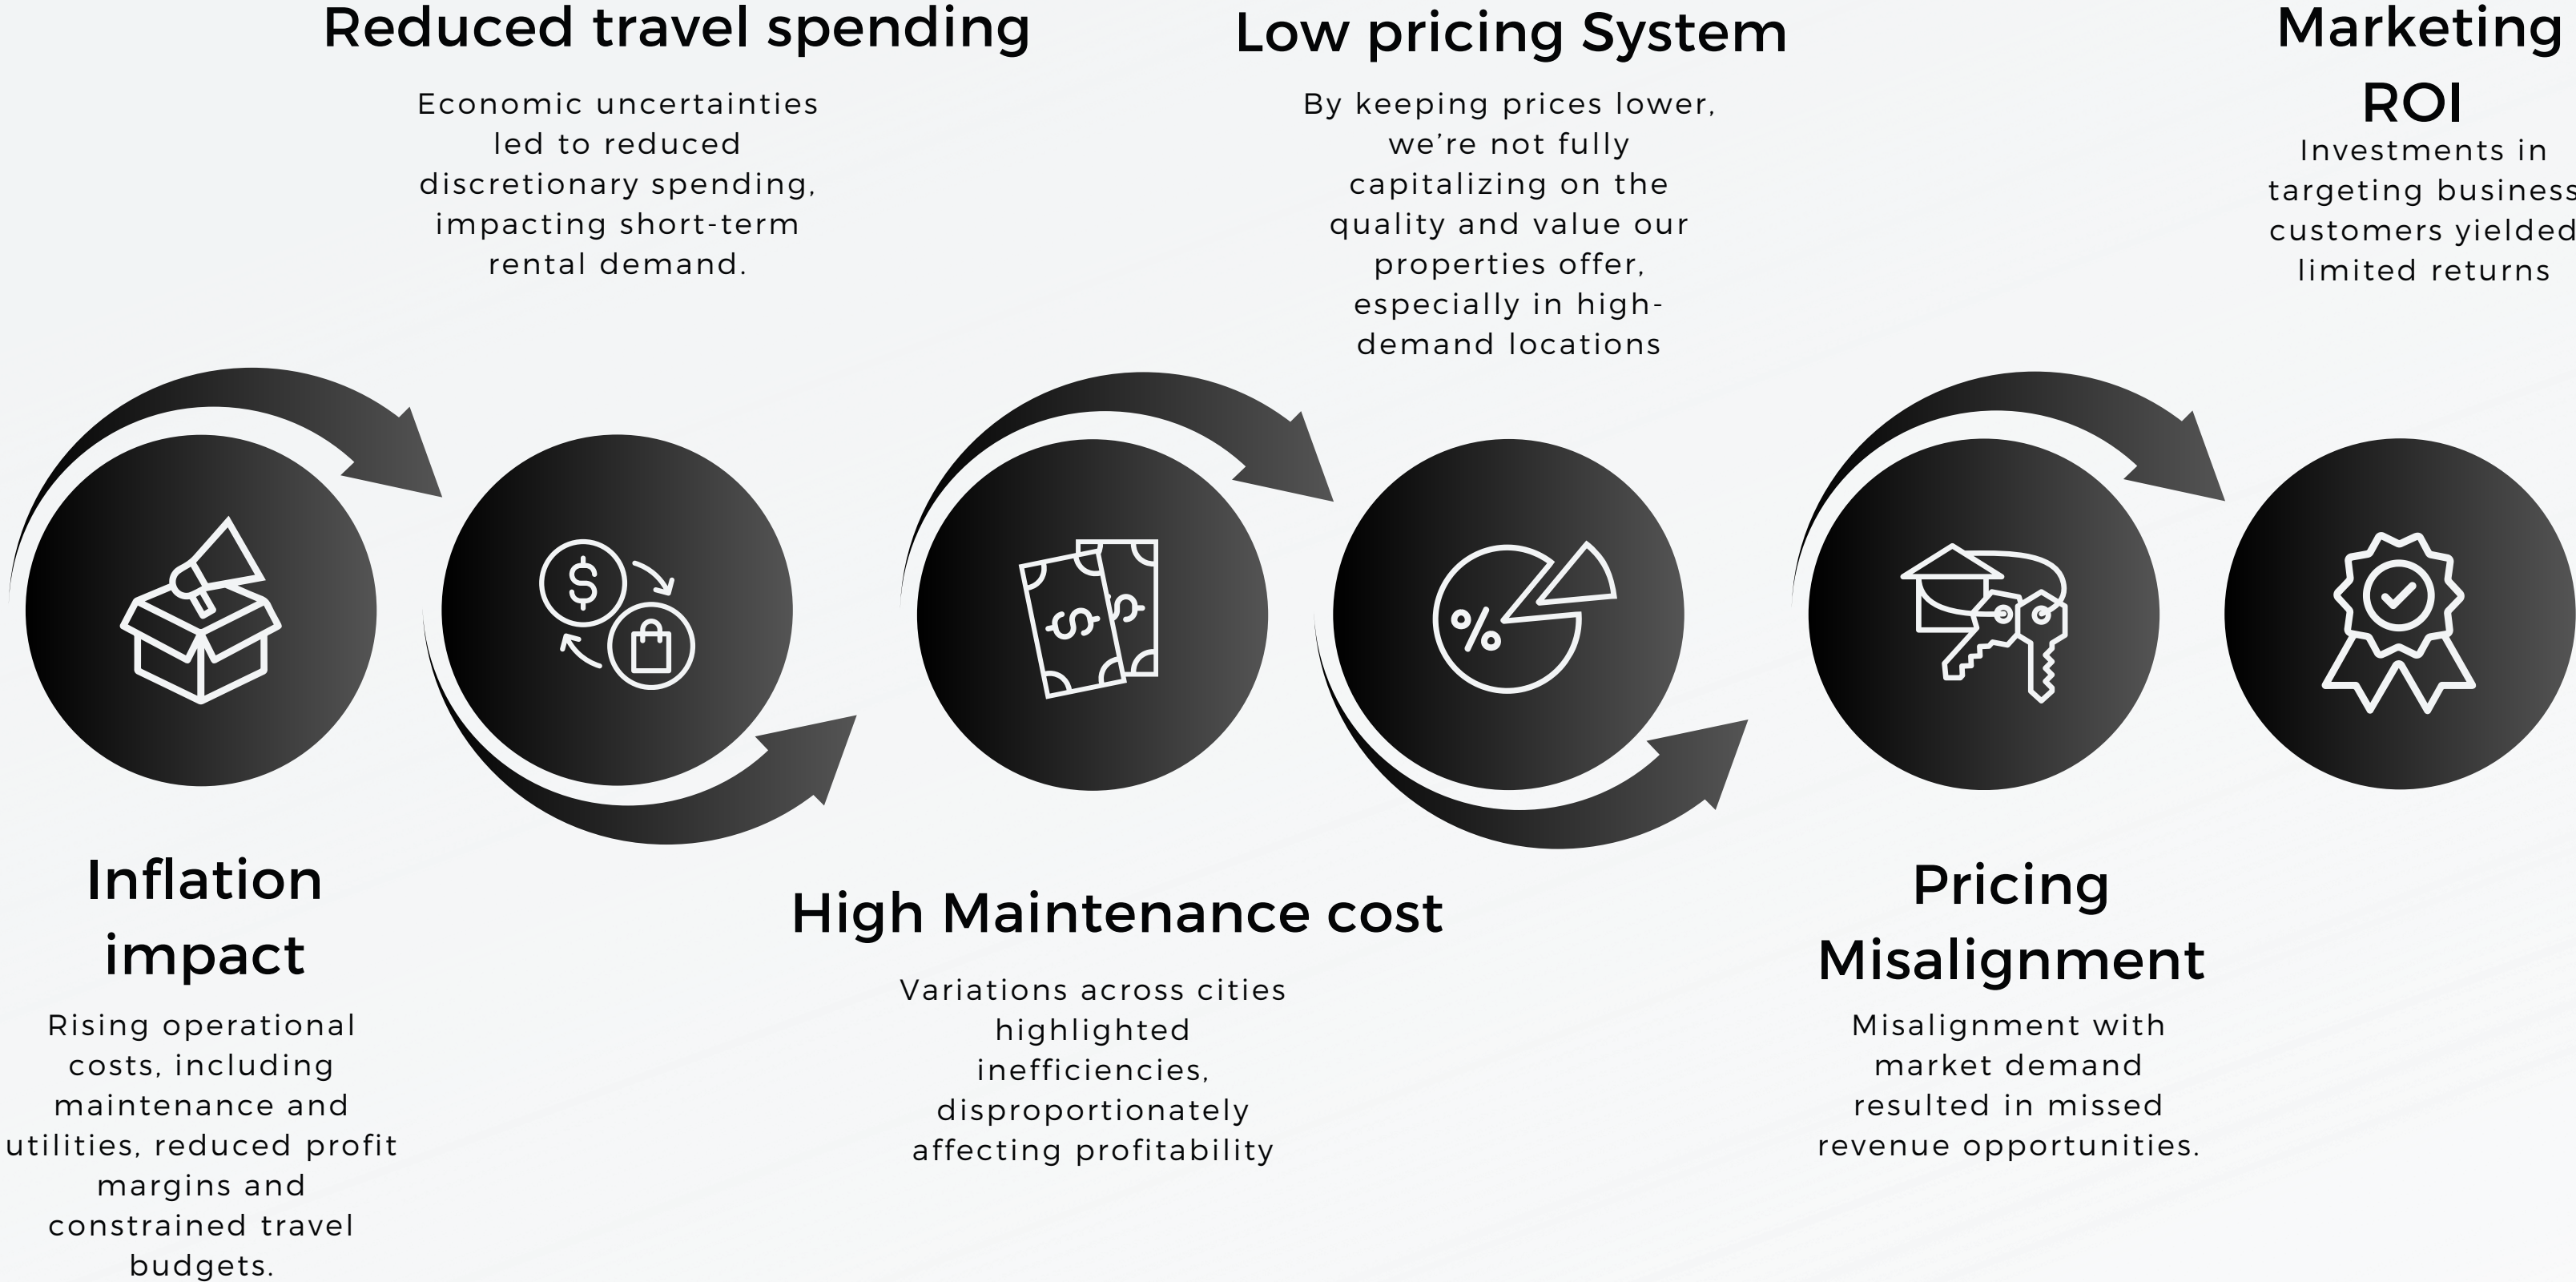 Inflation
impact
Rising operational
costs, including
maintenance and
utilities, reduced profit
margins and
constrained travel
budgets.
Reduced travel spending
Economic uncertainties
led to reduced
discretionary spending,
impacting short-term
rental demand.
$
High Maintenance cost
Variations across cities
highlighted
inefficiencies,
disproportionately
affecting profitability
$ $
Low pricing System
By keeping prices lower,
we’re not fully
capitalizing on the
quality and value our
properties offer,
especially in high-
demand locations
%
Pricing
Misalignment
Misalignment with
market demand
resulted in missed
revenue opportunities.
Marketing
ROI
Investments in
targeting business
customers yielded
limited returns